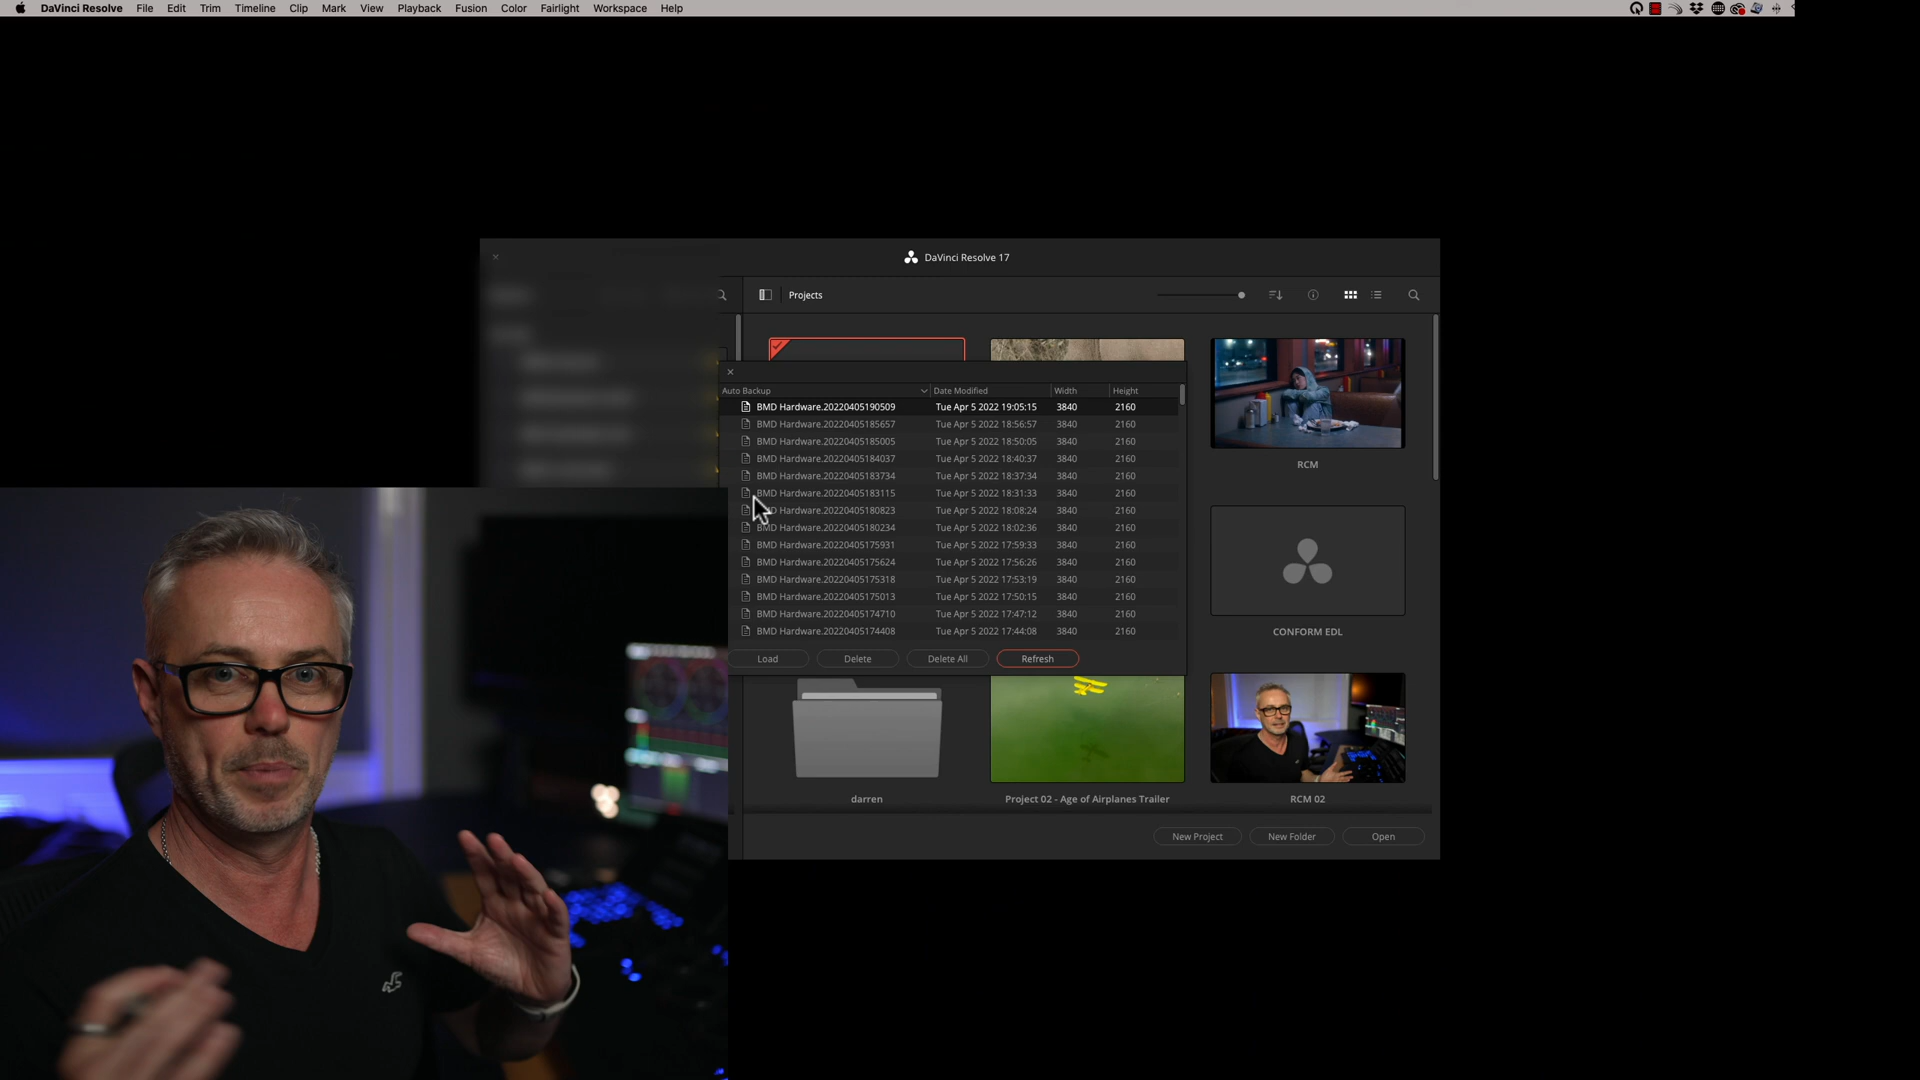 DaVinci Resolve File Edit Trim Timeline Clip Mark View Playback Fusion Color Fairlight Workspace Help
DaVinci Resolve 17
Projects
Auto Backup Date Modified Width Height
BMD Hardware.20220405190509 Tue Apr 5 2022 19:05:15 3840 2160
BMD Hardware.20220405185657 Tue Apr 5 2022 18:56:57 3840 2160
BMD Hardware.20220405185005 Tue Apr 5 2022 18:50:05 3840 2160
BMD Hardware.20220405184037 Tue Apr 5 2022 18:40:37 3840 2160
BMD Hardware.20220405183734 Tue Apr 5 2022 18:37:34 3840 2160
BMD Hardware.20220405183115 Tue Apr 5 2022 18:31:33 3840 2160
BMD Hardware.20220405180823 Tue Apr 5 2022 18:08:24 3840 2160
BMD Hardware.20220405180234 Tue Apr 5 2022 18:02:36 3840 2160
BMD Hardware.20220405175931 Tue Apr 5 2022 17:59:33 3840 2160
BMD Hardware.20220405175624 Tue Apr 5 2022 17:56:26 3840 2160
BMD Hardware.20220405175318 Tue Apr 5 2022 17:53:19 3840 2160
BMD Hardware.20220405175013 Tue Apr 5 2022 17:50:15 3840 2160
BMD Hardware.20220405174710 Tue Apr 5 2022 17:47:12 3840 2160
BMD Hardware.20220405174408 Tue Apr 5 2022 17:44:08 3840 2160
Load Delete Delete All Refresh
RCM
CONFORM EDL
darren
Project 02 - Age of Airplanes Trailer
RCM 02
New Project New Folder Open